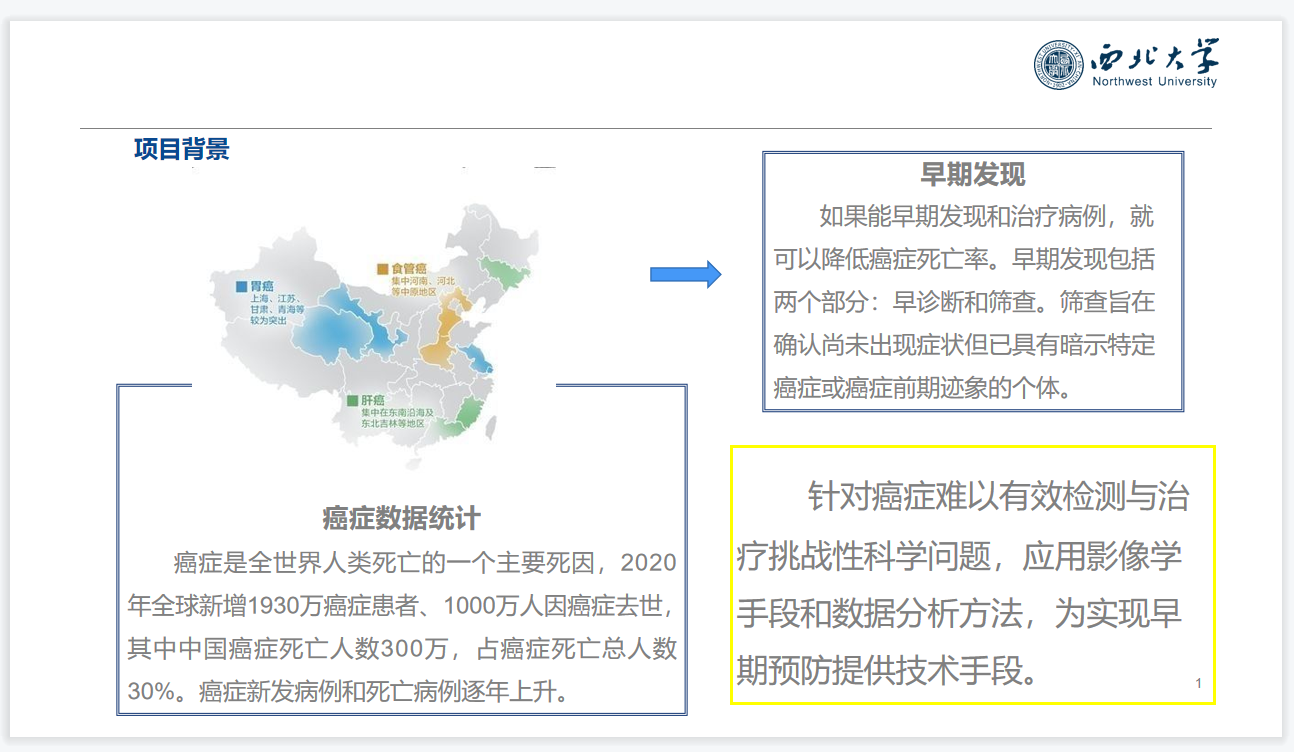 西北大学
Northwest University
项目背景
胃癌
上海、江苏、
甘肃、青海等
较为突出
食管癌
集中河南、河北
等中原地区
肝癌
集中在东南沿海及
东北吉林等地区
癌症数据统计
癌症是全世界人类死亡的一个主要死因，2020
年全球新增1930万癌症患者、1000万人因癌症去世，
其中中国癌症死亡人数300万，占癌症死亡总人数
30%。癌症新发病例和死亡病例逐年上升。
早期发现
如果能早期发现和治疗病例，就
可以降低癌症死亡率。早期发现包括
两个部分：早诊断和筛查。筛查旨在
确认尚未出现症状但已具有暗示特定
癌症或癌症前期迹象的个体。
针对癌症难以有效检测与治
疗挑战性科学问题，应用影像学
手段和数据分析方法，为实现早
期预防提供技术手段。
1